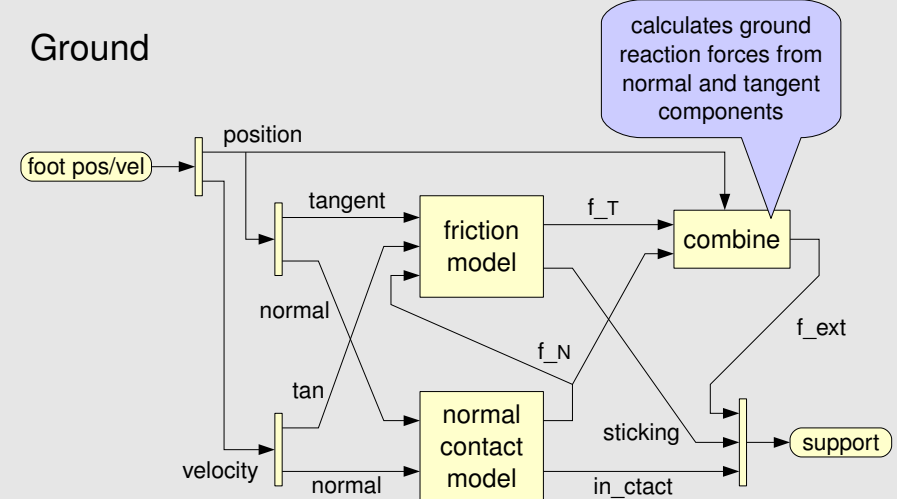 Ground
calculates ground
reaction forces from
normal and tangent
components
position
foot pos/vel
tangent
f_T
friction
model
combine
normal
f_ext
f_N
tan
normal
contact
model
sticking
support
velocity
normal
in_ctact